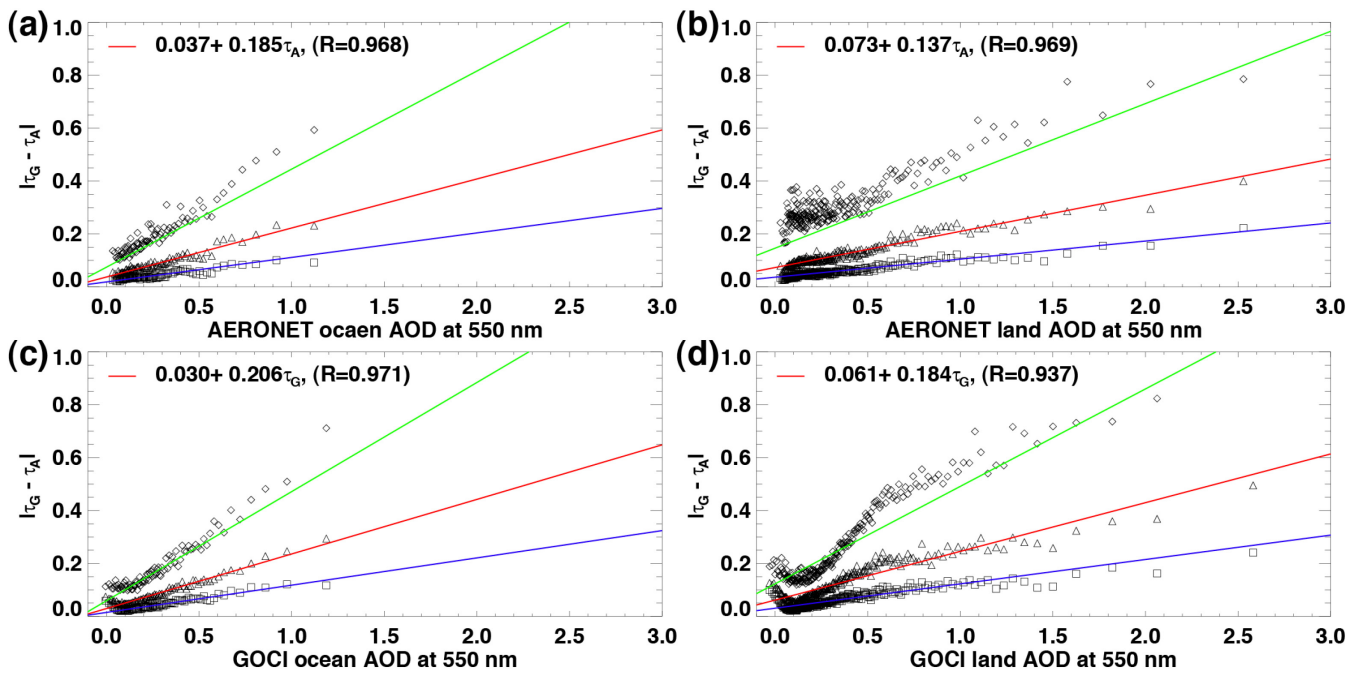 (a)
0.037+ 0.185τA, (R=0.968)
1.0
0.8
0.6
0.4
0.2
0.0
|τG - τA|
0.0 0.5 1.0 1.5 2.0 2.5 3.0
AERONET ocaen AOD at 550 nm
(b)
0.073+ 0.137τA, (R=0.969)
1.0
0.8
0.6
0.4
0.2
0.0
|τG - τA|
0.0 0.5 1.0 1.5 2.0 2.5 3.0
AERONET land AOD at 550 nm
(c)
0.030+ 0.206τG, (R=0.971)
1.0
0.8
0.6
0.4
0.2
0.0
|τG - τA|
0.0 0.5 1.0 1.5 2.0 2.5 3.0
GOCI ocean AOD at 550 nm
(d)
0.061+ 0.184τG, (R=0.937)
1.0
0.8
0.6
0.4
0.2
0.0
|τG - τA|
0.0 0.5 1.0 1.5 2.0 2.5 3.0
GOCI land AOD at 550 nm